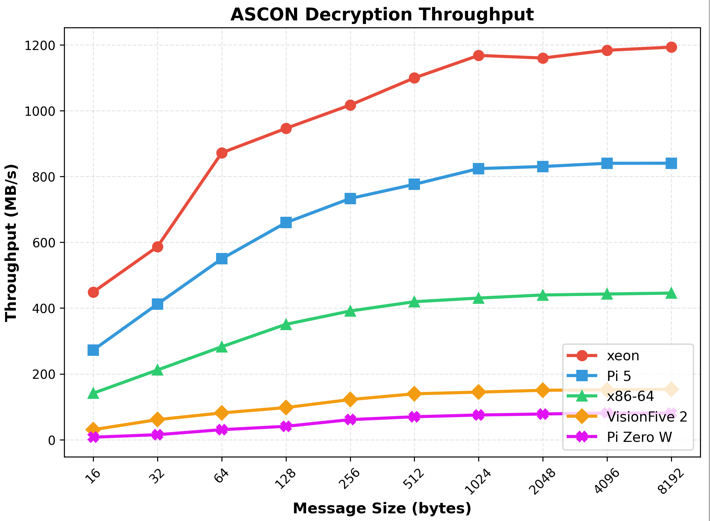 ASCON Decryption Throughput
Throughput (MB/s)
1200
1000
800
600
400
200
0
xeon
Pi 5
x86-64
VisionFive 2
Pi Zero W
16
32
64
128
256
512
1024
2048
4096
8192
Message Size (bytes)